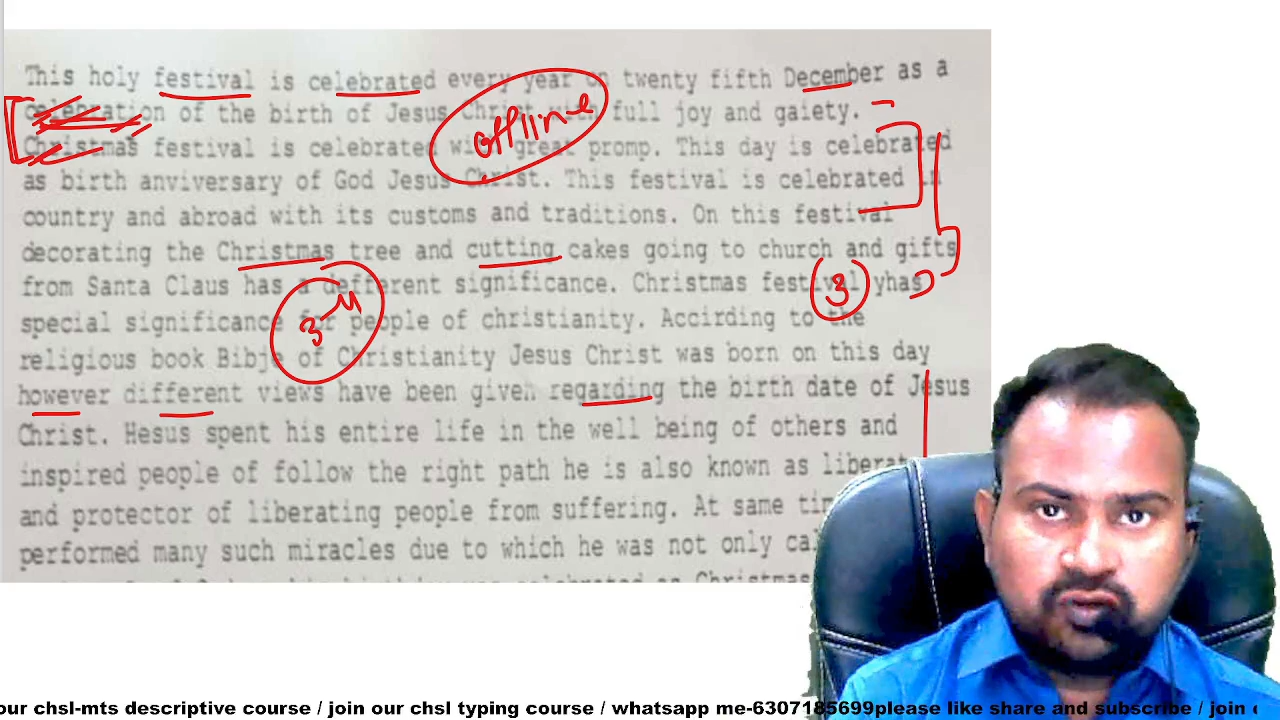 This holy festival is celebrated every year on twenty fifth December as a
celebration of the birth of Jesus Christ with full joy and gaiety.
Christmas festival is celebrated with great promp. This day is celebrated
as birth anviversary of God Jesus Christ. This festival is celebrated in
country and abroad with its customs and traditions. On this festival
decorating the Christmas tree and cutting cakes going to church and gifts
from Santa Claus has a defferent significance. Christmas festival yhas
special significance for people of christianity. Accirding to the
religious book Bibje of Christianity Jesus Christ was born on this day
however different views have been given regarding the birth date of Jesus
Christ. Hesus spent his entire life in the well being of others and
inspired people of follow the right path he is also known as
and protector of liberating people from suffering. At same
performed many such miracles due to which he was not only
Christmas
offline
3
3-4
our chsl-mts descriptive course / join our chsl typing course / whatsapp me-6307185699please like share and subscribe / join